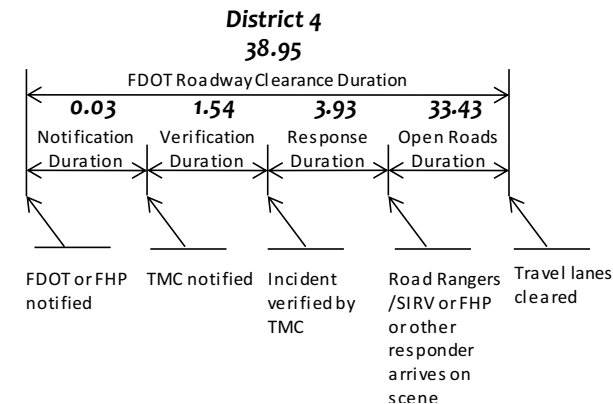 District 4
38.95
FDOT Roadway Clearance Duration
0.03 1.54 3.93 33.43
Notification Verification Response Open Roads
Duration Duration Duration Duration
FDOT or FHP
notified
TMC notified
Incident
verified by
TMC
Road Rangers
/SIRV or FHP
or other
responder
arrives on
scene
Travel lanes
cleared